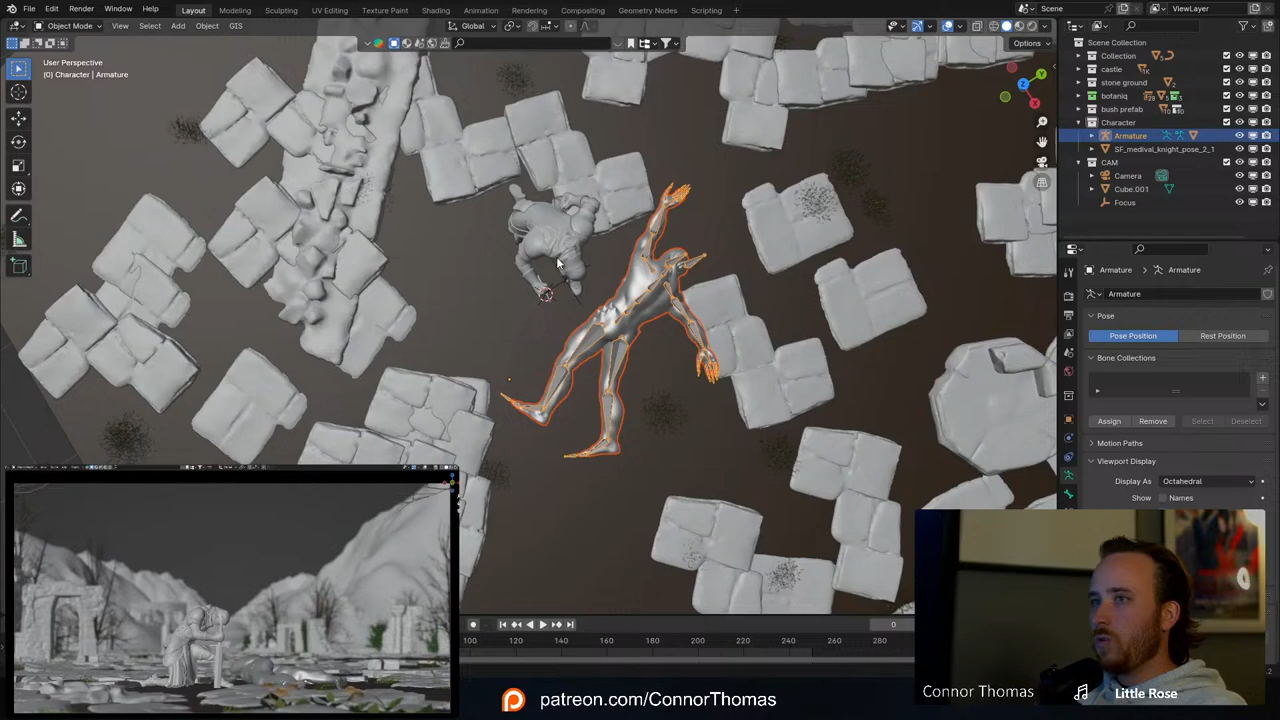 File Edit Render Window Help Layout Modeling Sculpting UV Editing Texture Paint Shading Animation Rendering Compositing Geometry Nodes Scripting Scene ViewLayer
Object Mode View Select Add Object GIS Global
Options
User Perspective
(0) Character | Armature
Scene Collection
Collection
castle
1K
stone ground
2
botaniq
bush prefab
Character
Armature
SF_medival_knight_pose_2_1
CAM
Camera
Cube.001
Focus
Armature > Armature
Armature
Pose
Pose Position Rest Position
Bone Collections
Assign Remove Select Deselect
Motion Paths
Viewport Display
Display As Octahedral
Show Names
0
100 120 140 160 180 200 220 240 260 280
patreon.com/ConnorThomas
Connor Thomas Little Rose